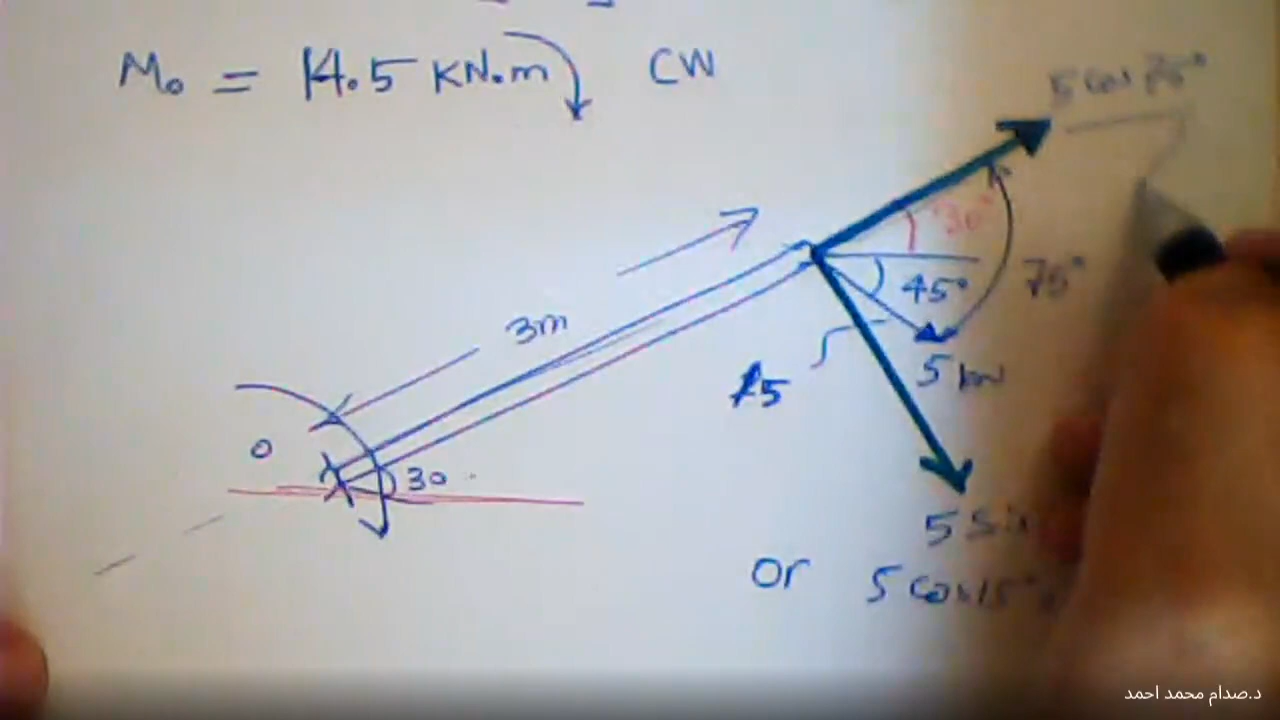 M₀ = 14.5 KN.m CW
5 cos 75°
30°
45°
75°
3m
15
5 kN
0
30
5 Sin
or 5 cos 15°
د.صدام محمد احمد